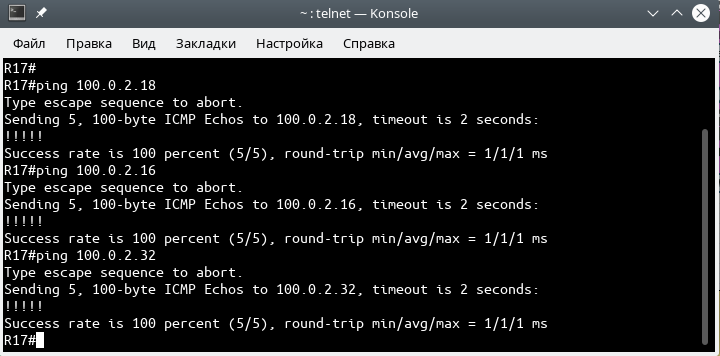 ~ : telnet — Konsole
Файл Правка Вид Закладки Настройка Справка
R17#
R17#ping 100.0.2.18
Type escape sequence to abort.
Sending 5, 100-byte ICMP Echos to 100.0.2.18, timeout is 2 seconds:
!!!!!
Success rate is 100 percent (5/5), round-trip min/avg/max = 1/1/1 ms
R17#ping 100.0.2.16
Type escape sequence to abort.
Sending 5, 100-byte ICMP Echos to 100.0.2.16, timeout is 2 seconds:
!!!!!
Success rate is 100 percent (5/5), round-trip min/avg/max = 1/1/1 ms
R17#ping 100.0.2.32
Type escape sequence to abort.
Sending 5, 100-byte ICMP Echos to 100.0.2.32, timeout is 2 seconds:
!!!!!
Success rate is 100 percent (5/5), round-trip min/avg/max = 1/1/1 ms
R17#